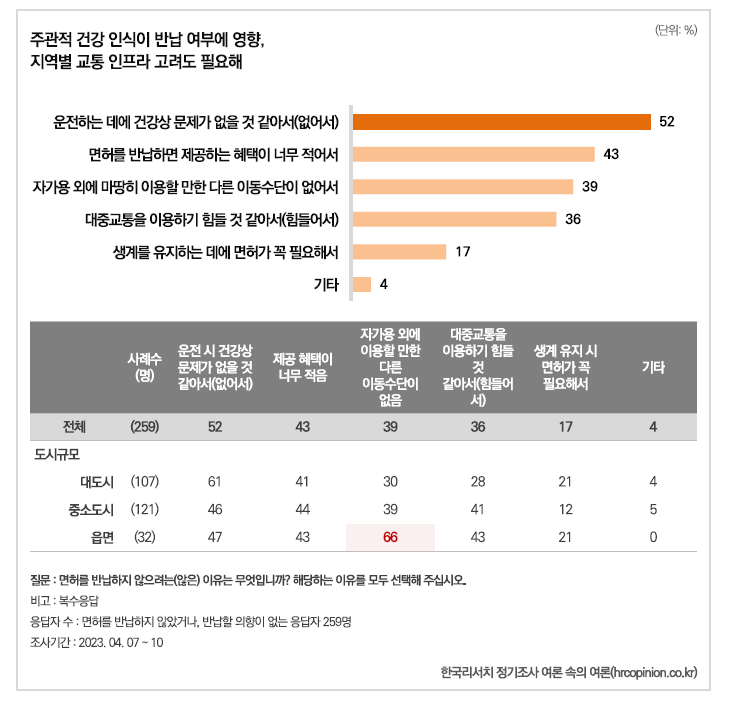 주관적 건강 인식이 반납 여부에 영향,
지역별 교통 인프라 고려도 필요해
(단위: %)
운전하는 데에 건강상 문제가 없을 것 같아서(없어서) 52
면허를 반납하면 제공하는 혜택이 너무 적어서 43
자가용 외에 마땅히 이용할 만한 다른 이동수단이 없어서 39
대중교통을 이용하기 힘들 것 같아서(힘들어서) 36
생계를 유지하는 데에 면허가 꼭 필요해서 17
기타 4
사례수
(명)
운전 시 건강상
문제가 없을 것
같아서(없어서)
제공 혜택이
너무 적음
자가용 외에
이용할 만한
다른
이동수단이
없음
대중교통을
이용하기 힘들
것
같아서(힘들어
서)
생계 유지 시
면허가 꼭
필요해서
기타
전체 (259) 52 43 39 36 17 4
도시규모
대도시 (107) 61 41 30 28 21 4
중소도시 (121) 46 44 39 41 12 5
읍면 (32) 47 43 66 43 21 0
질문 : 면허를 반납하지 않으려는(않은) 이유는 무엇입니까? 해당하는 이유를 모두 선택해 주십시오.
비고 : 복수응답
응답자 수 : 면허를 반납하지 않았거나, 반납할 의향이 없는 응답자 259명
조사기간 : 2023. 04. 07 ~ 10
한국리서치 정기조사 여론 속의 여론(hrcopinion.co.kr)